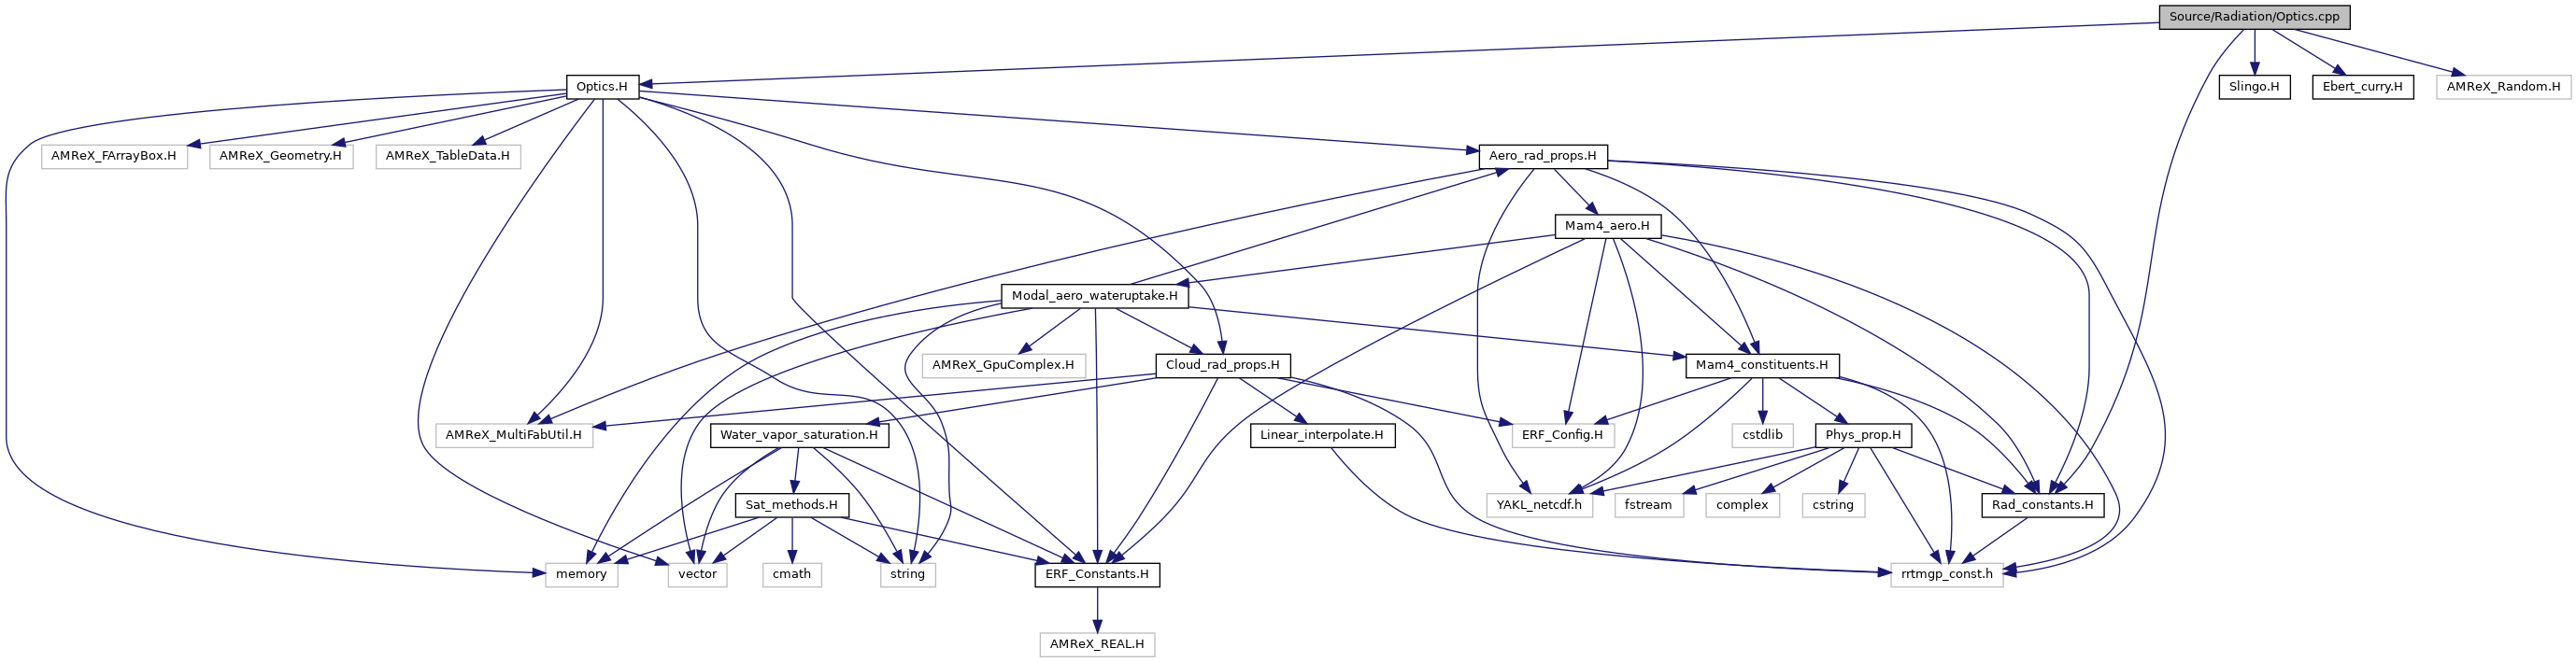 Source/Radiation/Optics.cpp
Optics.H
Slingo.H
Ebert_curry.H
AMReX_Random.H
AMReX_FArrayBox.H
AMReX_Geometry.H
AMReX_TableData.H
Aero_rad_props.H
Mam4_aero.H
Modal_aero_wateruptake.H
AMReX_GpuComplex.H
Cloud_rad_props.H
Mam4_constituents.H
AMReX_MultiFabUtil.H
Water_vapor_saturation.H
Linear_interpolate.H
ERF_Config.H
cstdlib
Phys_prop.H
Sat_methods.H
YAKL_netcdf.h
fstream
complex
cstring
Rad_constants.H
memory
vector
cmath
string
ERF_Constants.H
rrtmgp_const.h
AMReX_REAL.H